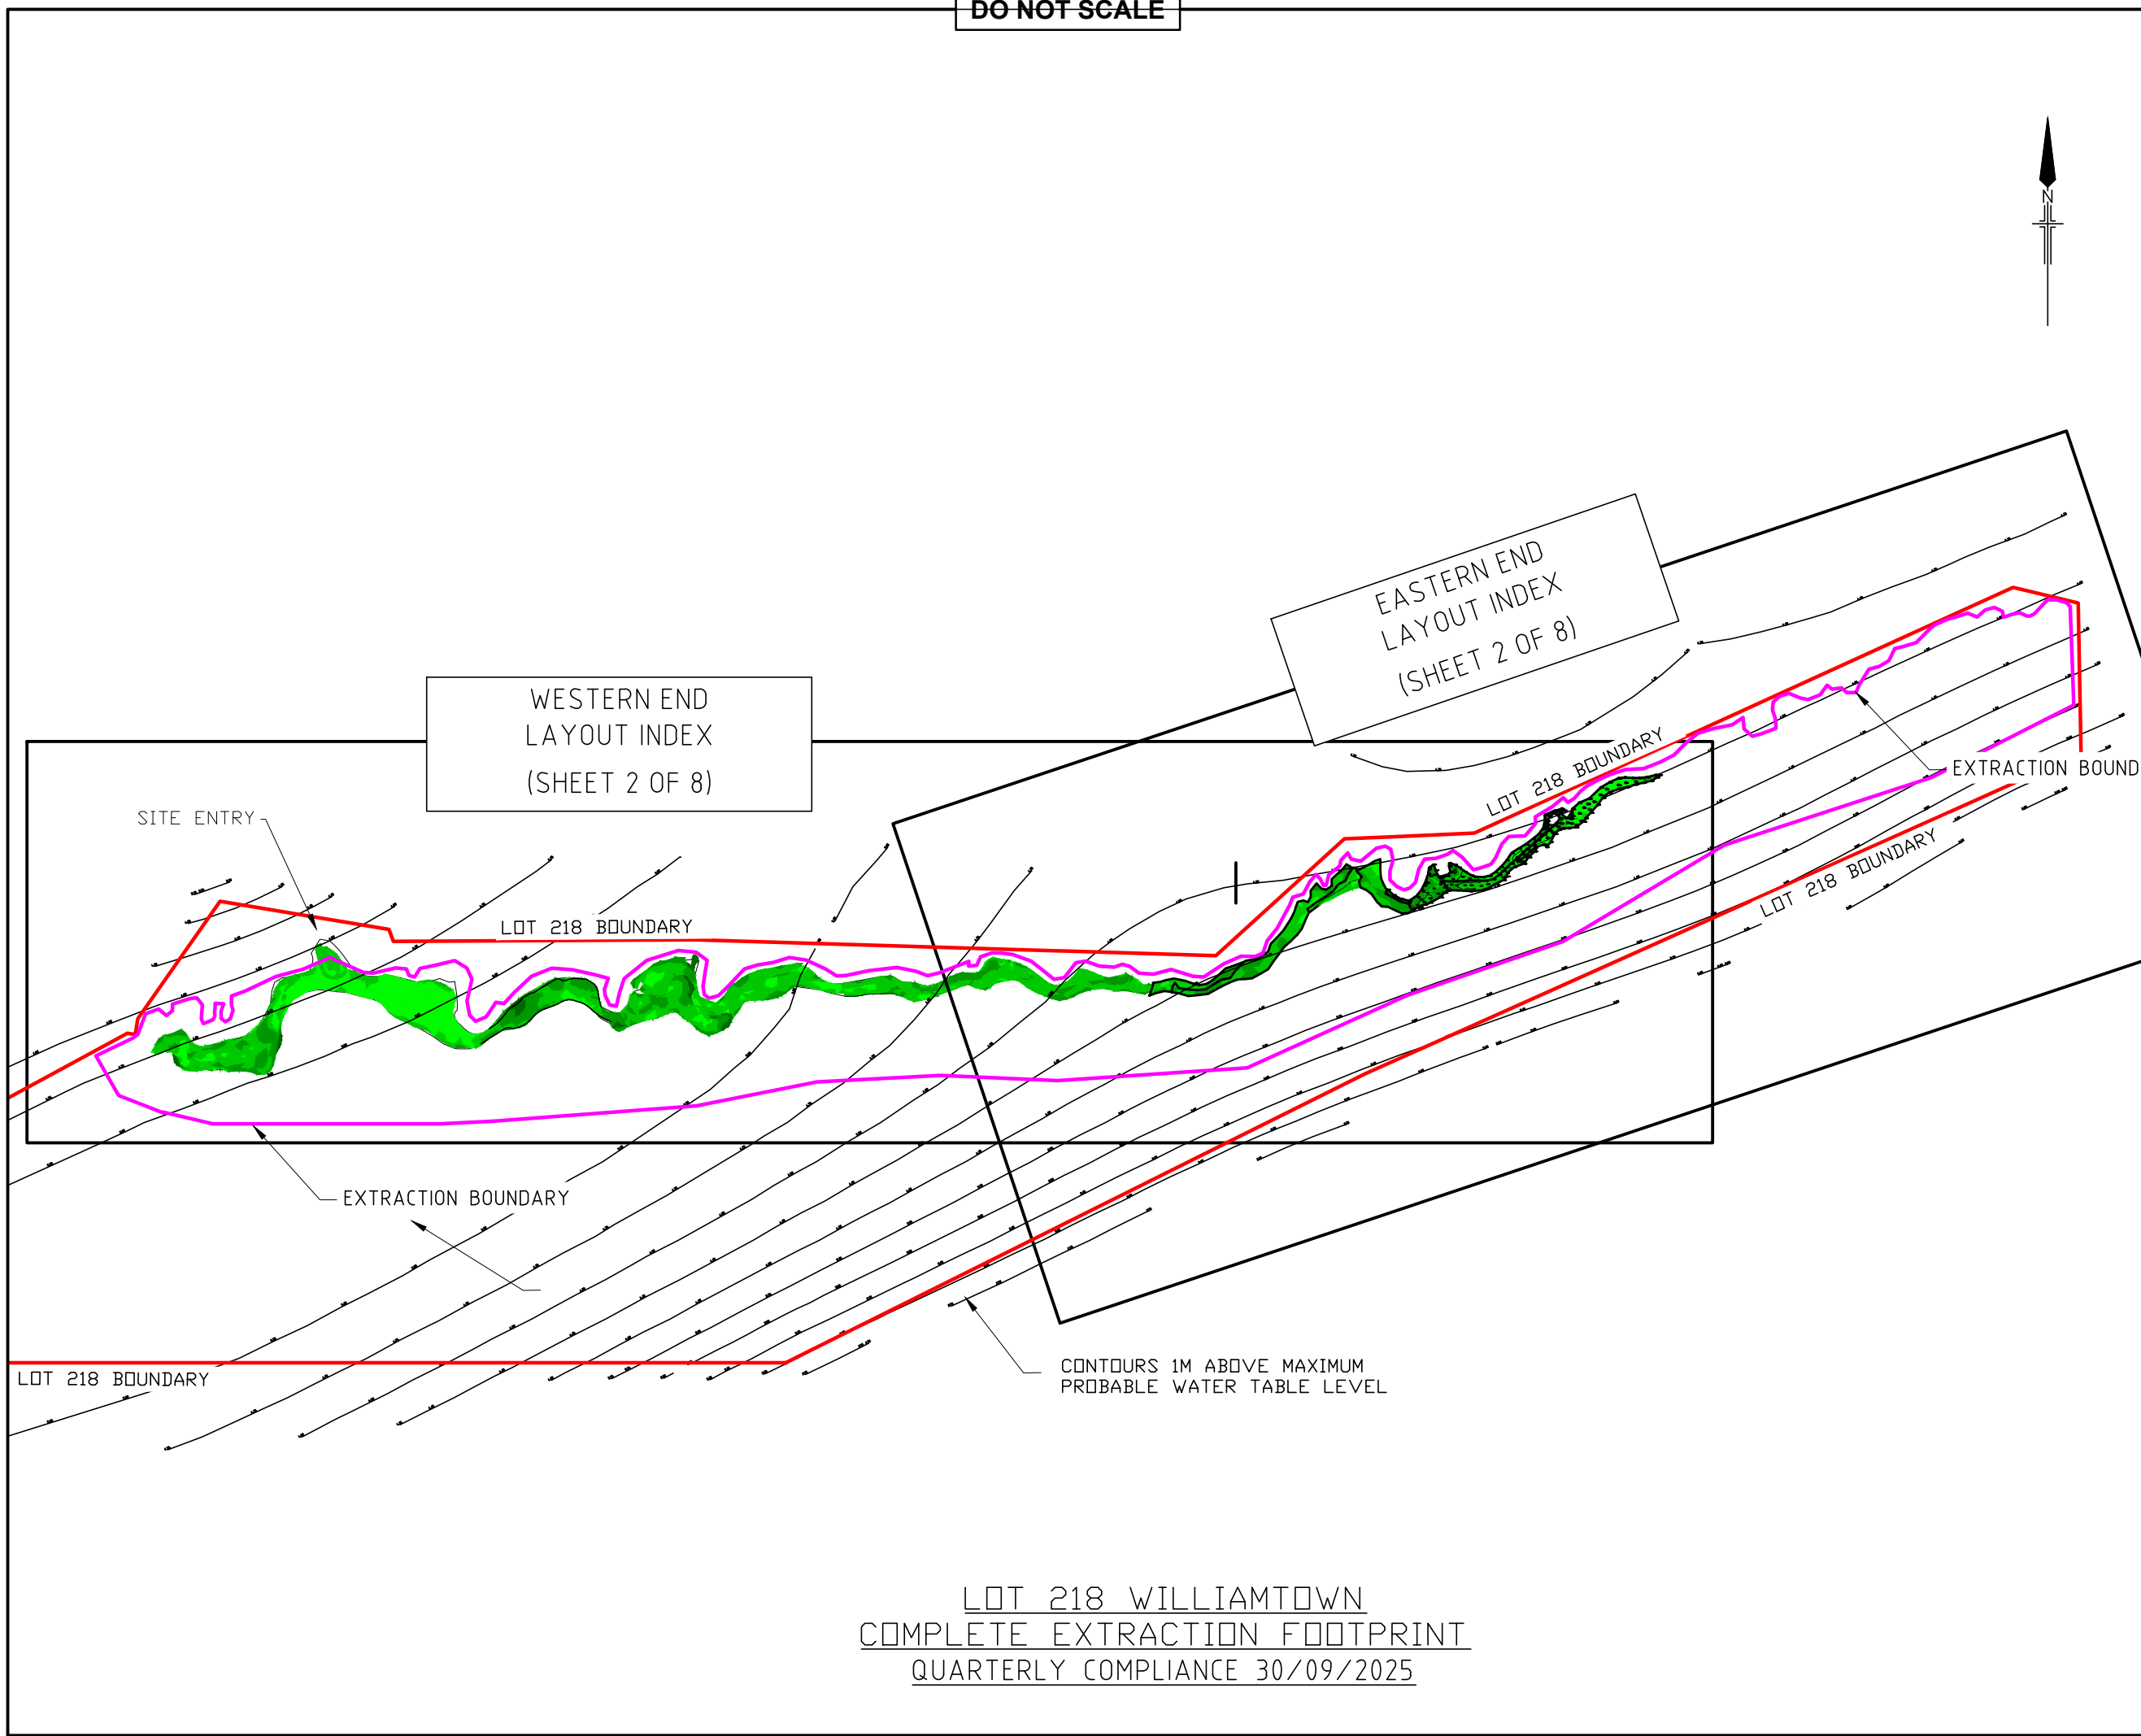 DO NOT SCALE
N
EASTERN END
LAYOUT INDEX
(SHEET 2 OF 8)
WESTERN END
LAYOUT INDEX
(SHEET 2 OF 8)
LOT 218 BOUNDARY
EXTRACTION BOUND
SITE ENTRY
LOT 218 BOUNDARY
LOT 218 BOUNDARY
EXTRACTION BOUNDARY
LOT 218 BOUNDARY
CONTOURS 1M ABOVE MAXIMUM
PROBABLE WATER TABLE LEVEL
LOT 218 WILLIAMTOWN
COMPLETE EXTRACTION FOOTPRINT
QUARTERLY COMPLIANCE 30/09/2025